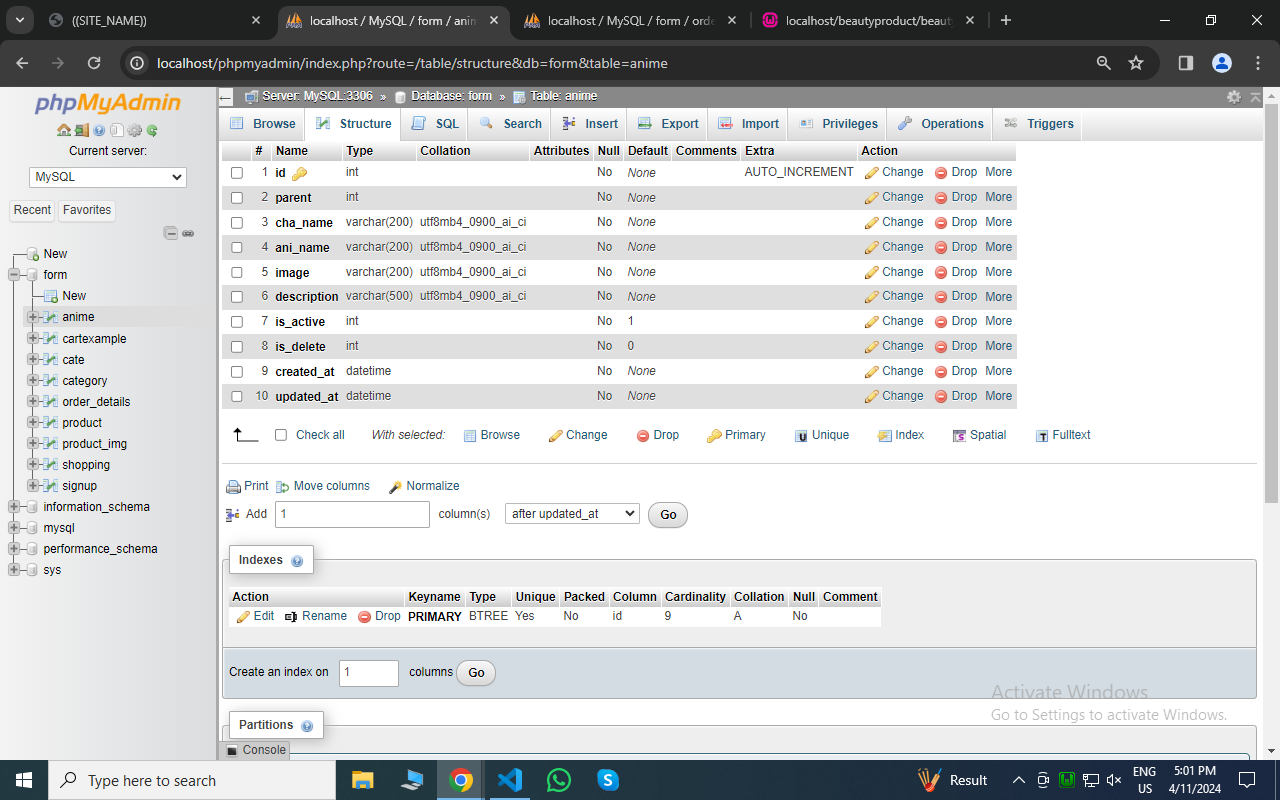 ((SITE_NAME))
localhost / MySQL / form / anim
localhost / MySQL / form / orde
localhost/beautyproduct/beauty
localhost/phpmyadmin/index.php?route=/table/structure&db=form&table=anime
phpMyAdmin
Current server:
MySQL
Recent Favorites
New
form
New
anime
cartexample
cate
category
order_details
product
product_img
shopping
signup
information_schema
mysql
performance_schema
sys
Server: MySQL:3306 » Database: form » Table: anime
Browse Structure SQL Search Insert Export Import Privileges Operations Triggers
# Name Type Collation Attributes Null Default Comments Extra Action
1 id int No None AUTO_INCREMENT Change Drop More
2 parent int No None Change Drop More
3 cha_name varchar(200) utf8mb4_0900_ai_ci No None Change Drop More
4 ani_name varchar(200) utf8mb4_0900_ai_ci No None Change Drop More
5 image varchar(200) utf8mb4_0900_ai_ci No None Change Drop More
6 description varchar(500) utf8mb4_0900_ai_ci No None Change Drop More
7 is_active int No 1 Change Drop More
8 is_delete int No 0 Change Drop More
9 created_at datetime No None Change Drop More
10 updated_at datetime No None Change Drop More
Check all With selected: Browse Change Drop Primary Unique Index Spatial Fulltext
Print Move columns Normalize
Add 1 column(s) after updated_at Go
Indexes
Action Keyname Type Unique Packed Column Cardinality Collation Null Comment
Edit Rename Drop PRIMARY BTREE Yes No id 9 A No
Create an index on 1 columns Go
Partitions
Console
Activate Windows
Go to Settings to activate Windows.
Type here to search
Result
ENG
US
5:01 PM
4/11/2024